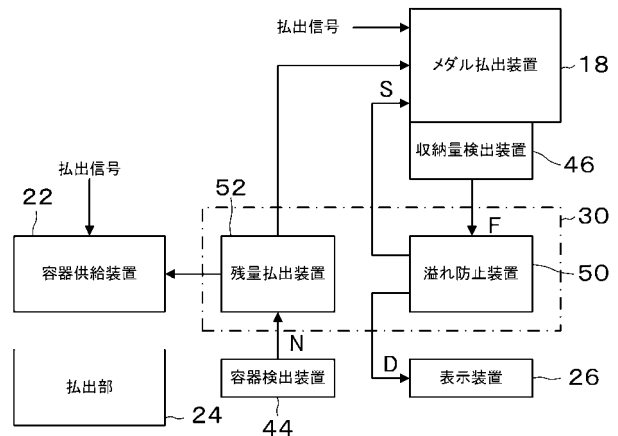 払出信号
メダル払出装置
18
S
収納量検出装置
46
払出信号
22
52
F
30
容器供給装置
残量払出装置
溢れ防止装置
50
N
D
払出部
24
容器検出装置
44
表示装置
26